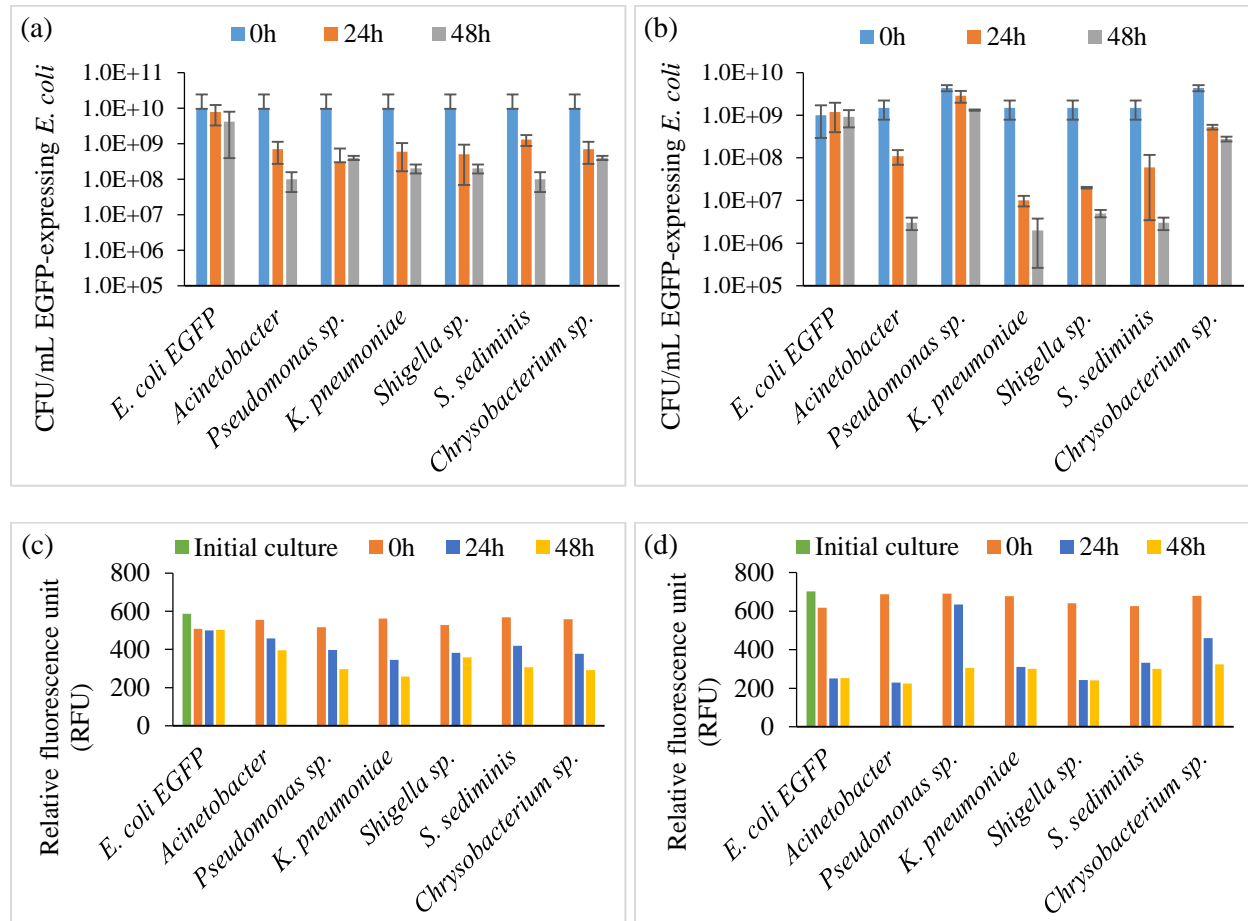 (a)
0h 24h 48h
CFU/mL EGFP-expressing E. coli
1.0E+11
1.0E+10
1.0E+09
1.0E+08
1.0E+07
1.0E+06
1.0E+05
E. coli EGFP
Acinetobacter
Pseudomonas sp.
K. pneumoniae
Shigella sp.
S. sediminis
Chrysobacterium sp.
(b)
0h 24h 48h
CFU/mL EGFP-expressing E. coli
1.0E+10
1.0E+09
1.0E+08
1.0E+07
1.0E+06
1.0E+05
E. coli EGFP
Acinetobacter
Pseudomonas sp.
K. pneumoniae
Shigella sp.
S. sediminis
Chrysobacterium sp.
(c)
Initial culture 0h 24h 48h
Relative fluorescence unit
(RFU)
800
600
400
200
0
E. coli EGFP
Acinetobacter
Pseudomonas sp.
K. pneumoniae
Shigella sp.
S. sediminis
Chrysobacterium sp.
(d)
Initial culture 0h 24h 48h
Relative fluorescence unit
(RFU)
800
600
400
200
0
E. coli EGFP
Acinetobacter
Pseudomonas sp.
K. pneumoniae
Shigella sp.
S. sediminis
Chrysobacterium sp.